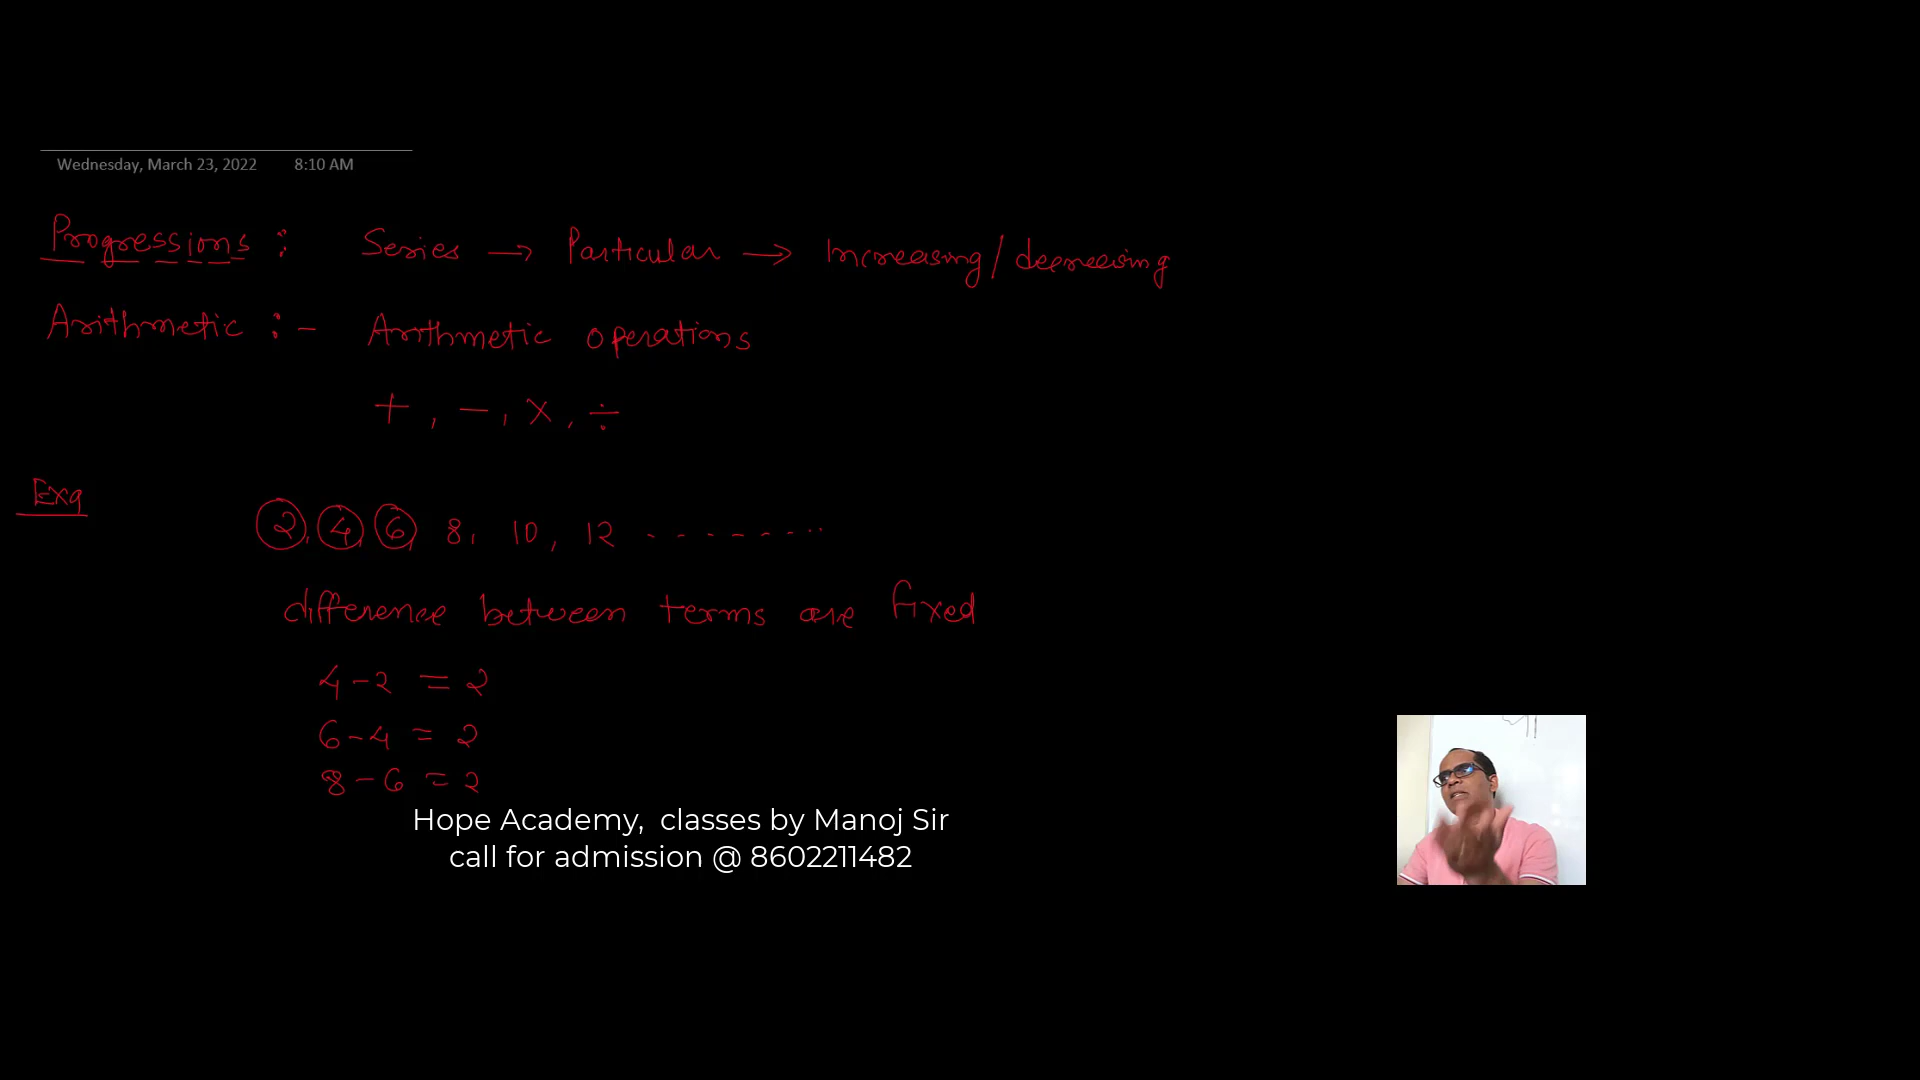 Wednesday, March 23, 2022 8:10 AM
Progressions : Series → Particular → Increasing/decreasing
Arithmetic :- Arithmetic operations
+ , - , × , ÷
Exa
2, 4, 6, 8, 10, 12 ---------
difference between terms are fixed
4-2 = 2
6-4 = 2
8-6 = 2
Hope Academy, classes by Manoj Sir
call for admission @ 8602211482